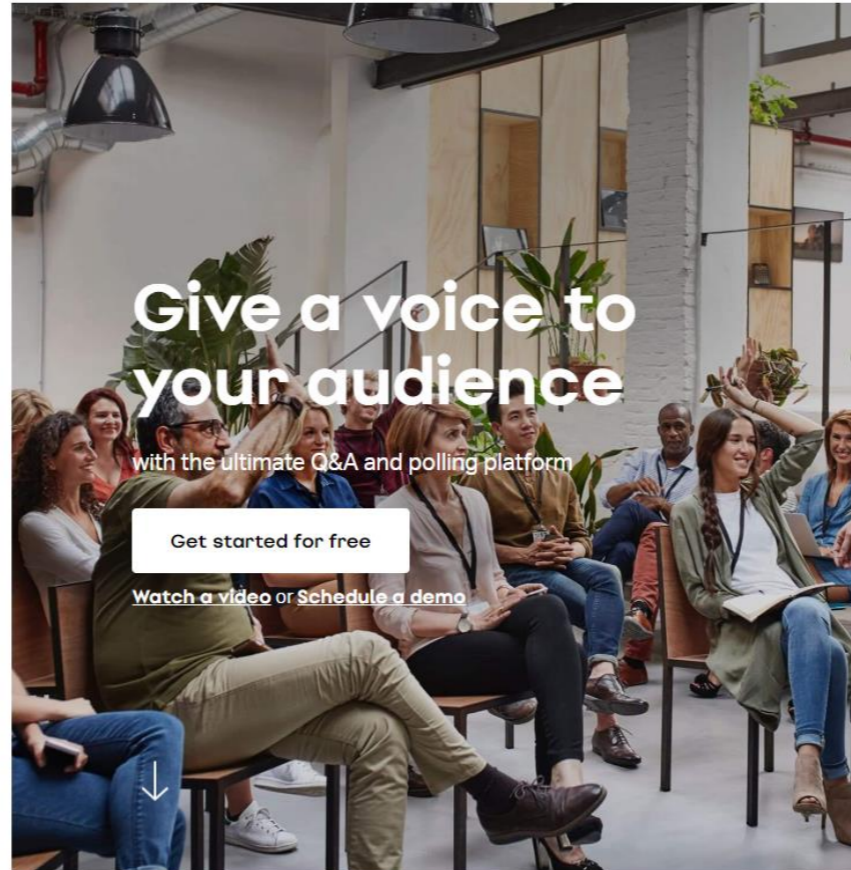 Give a voice to
your audience
with the ultimate Q&A and polling platform
Get started for free
Watch a video or Schedule a demo